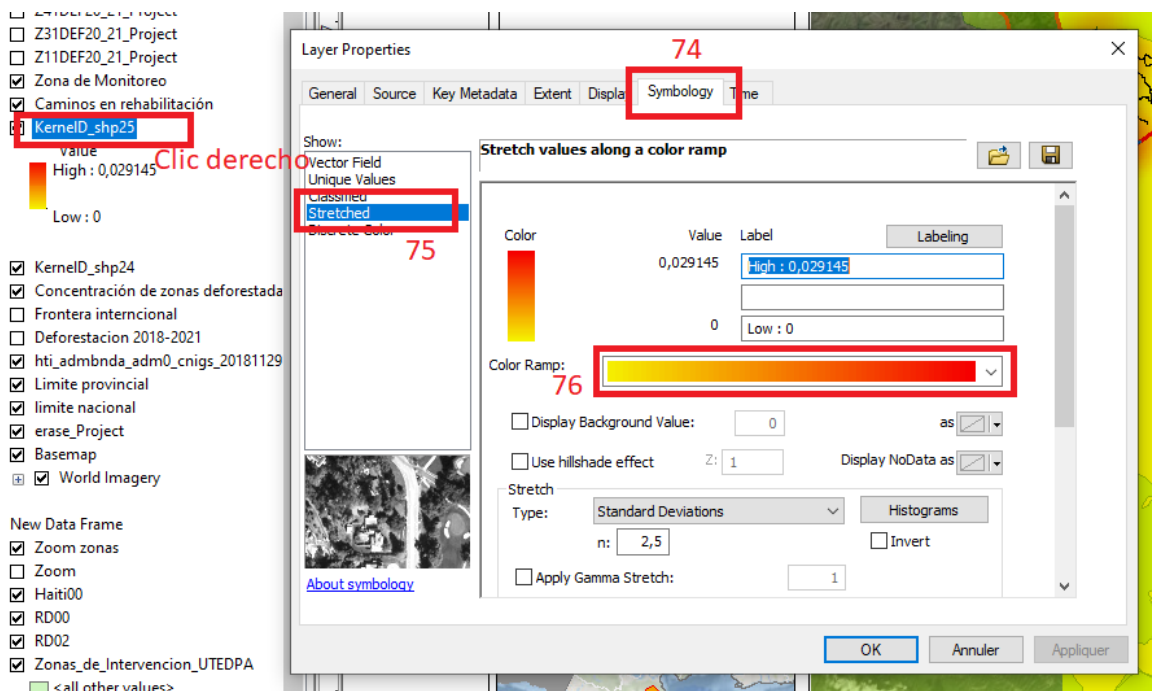 Z31DEF20_21_Project
Z11DEF20_21_Project
Zona de Monitoreo
Caminos en rehabilitación
KernelD_shp25
Value
Clic derecho
High : 0,029145
Low : 0
KernelD_shp24
Concentración de zonas deforestada
Frontera interncional
Deforestacion 2018-2021
hti_admbnda_adm0_cnigs_20181129
Limite provincial
limite nacional
erase_Project
Basemap
World Imagery
New Data Frame
Zoom zonas
Zoom
Haiti00
RD00
RD02
Zonas_de_Intervencion_UTEDPA
<all other values>
Layer Properties
74
General Source Key Metadata Extent Display Symbology Time
Show:
Vector Field
Unique Values
Classified
Stretched
Discrete Color
75
About symbology
Stretch values along a color ramp
Color Value Label Labeling
0,029145 High : 0,029145
0 Low : 0
Color Ramp:
76
Display Background Value: 0 as
Use hillshade effect Z: 1 Display NoData as
Stretch
Type: Standard Deviations Histograms
n: 2,5 Invert
Apply Gamma Stretch: 1
OK Annuler Appliquer